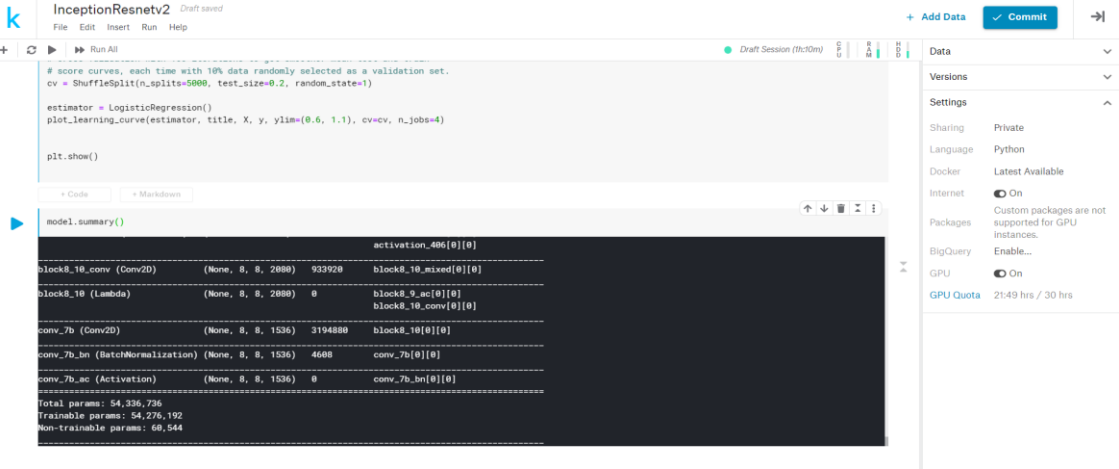 InceptionResnetv2 Draft saved
File Edit Insert Run Help
+ Add Data
Commit
Run All
Draft Session (1h:10m)
CPU
RAM
HDD
# score curves, each time with 10% data randomly selected as a validation set.
cv = ShuffleSplit(n_splits=5000, test_size=0.2, random_state=1)
estimator = LogisticRegression()
plot_learning_curve(estimator, title, X, y, ylim=(0.6, 1.1), cv=cv, n_jobs=4)
plt.show()
+ Code + Markdown
model.summary()
activation_406[0][0]
block8_10_conv (Conv2D) (None, 8, 8, 2080) 933920 block8_10_mixed[0][0]
block8_10 (Lambda) (None, 8, 8, 2080) 0 block8_9_ac[0][0]
block8_10_conv[0][0]
conv_7b (Conv2D) (None, 8, 8, 1536) 3194880 block8_10[0][0]
conv_7b_bn (BatchNormalization) (None, 8, 8, 1536) 4608 conv_7b[0][0]
conv_7b_ac (Activation) (None, 8, 8, 1536) 0 conv_7b_bn[0][0]
Total params: 54,336,736
Trainable params: 54,276,192
Non-trainable params: 60,544
Data
Versions
Settings
Sharing Private
Language Python
Docker Latest Available
Internet On
Packages Custom packages are not
supported for GPU
instances.
BigQuery Enable...
GPU On
GPU Quota 21:49 hrs / 30 hrs